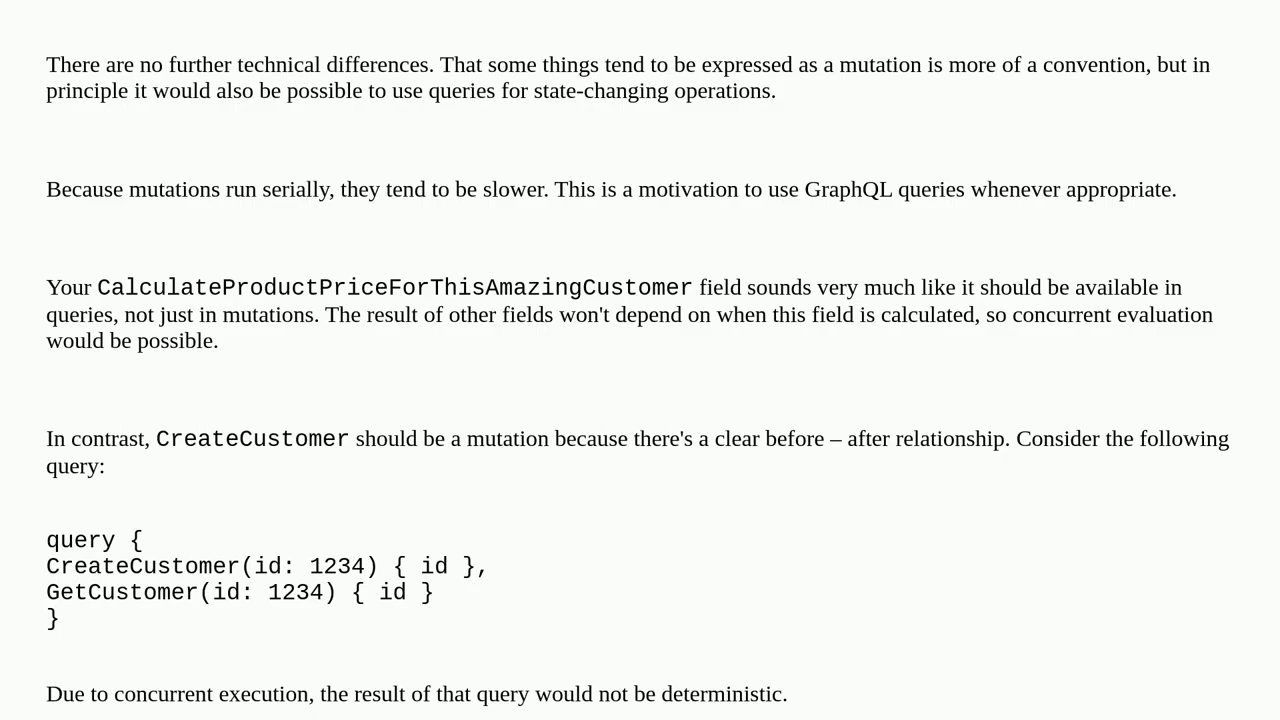 There are no further technical differences. That some things tend to be expressed as a mutation is more of a convention, but in
principle it would also be possible to use queries for state-changing operations.
Because mutations run serially, they tend to be slower. This is a motivation to use GraphQL queries whenever appropriate.
Your CalculateProductPriceForThisAmazingCustomer field sounds very much like it should be available in
queries, not just in mutations. The result of other fields won't depend on when this field is calculated, so concurrent evaluation
would be possible.
In contrast, CreateCustomer should be a mutation because there's a clear before – after relationship. Consider the following
query:
query {
CreateCustomer(id: 1234) { id },
GetCustomer(id: 1234) { id }
}
Due to concurrent execution, the result of that query would not be deterministic.